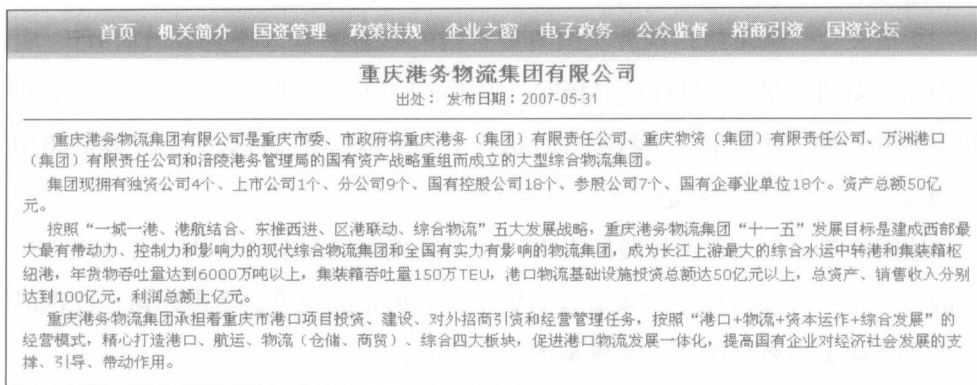 首页 机关简介 国资管理 政策法规 企业之窗 电子政务 公众监督 招商引资 国资论坛
重庆港务物流集团有限公司
出处： 发布日期：2007-05-31
重庆港务物流集团有限公司是重庆市委、市政府将重庆港务（集团）有限责任公司、重庆物资（集团）有限责任公司、万洲港口
（集团）有限责任公司和涪陵港务管理局的国有资产战略重组而成立的大型综合物流集团。
集团现拥有独资公司4个、上市公司1个、分公司9个、国有控股公司18个、参股公司7个、国有企事业单位18个。资产总额50亿
元。
按照“一城一港、港航结合、东推西进、区港联动、综合物流”五大发展战略，重庆港务物流集团“十一五”发展目标是建成西部最
大最有带动力、控制力和影响力的现代综合物流集团和全国有实力有影响的物流集团，成为长江上游最大的综合水运中转港和集装箱枢
纽港，年货物吞吐量达到6000万吨以上，集装箱吞吐量150万TEU，港口物流基础设施投资总额达50亿元以上，总资产、销售收入分别
达到100亿元，利润总额上亿元。
重庆港务物流集团承担着重庆市港口项目投资、建设、对外招商引资和经营管理任务，按照“港口+物流+资本运作+综合发展”的
经营模式，精心打造港口、航运、物流（仓储、商贸）、综合四大板块，促进港口物流发展一体化，提高国有企业对经济社会发展的支
撑、引导、带动作用。